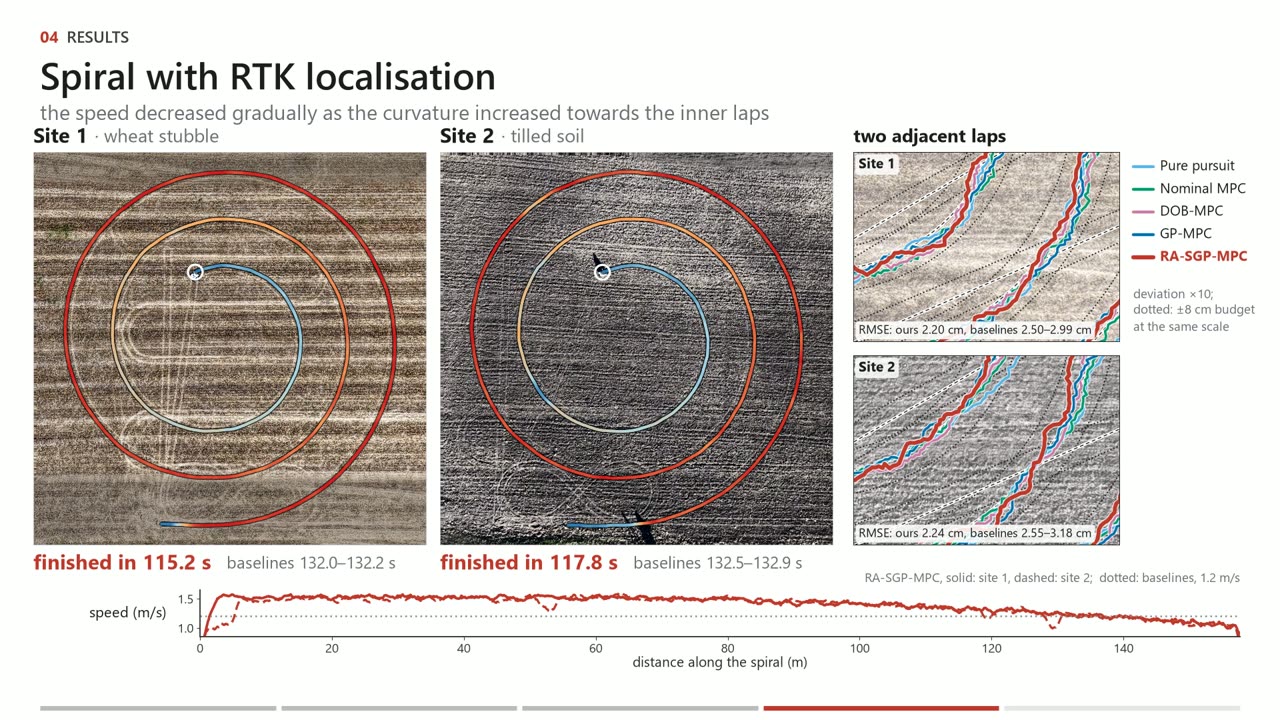 04 RESULTS
Spiral with RTK localisation
the speed decreased gradually as the curvature increased towards the inner laps
Site 1 · wheat stubble
Site 2 · tilled soil
two adjacent laps
Site 1
RMSE: ours 2.20 cm, baselines 2.50–2.99 cm
Pure pursuit
Nominal MPC
DOB-MPC
GP-MPC
RA-SGP-MPC
deviation ×10;
dotted: ±8 cm budget
at the same scale
Site 2
RMSE: ours 2.24 cm, baselines 2.55–3.18 cm
finished in 115.2 s baselines 132.0–132.2 s
finished in 117.8 s baselines 132.5–132.9 s
RA-SGP-MPC, solid: site 1, dashed: site 2; dotted: baselines, 1.2 m/s
speed (m/s)
1.5
1.0
0 20 40 60 80 100 120 140
distance along the spiral (m)